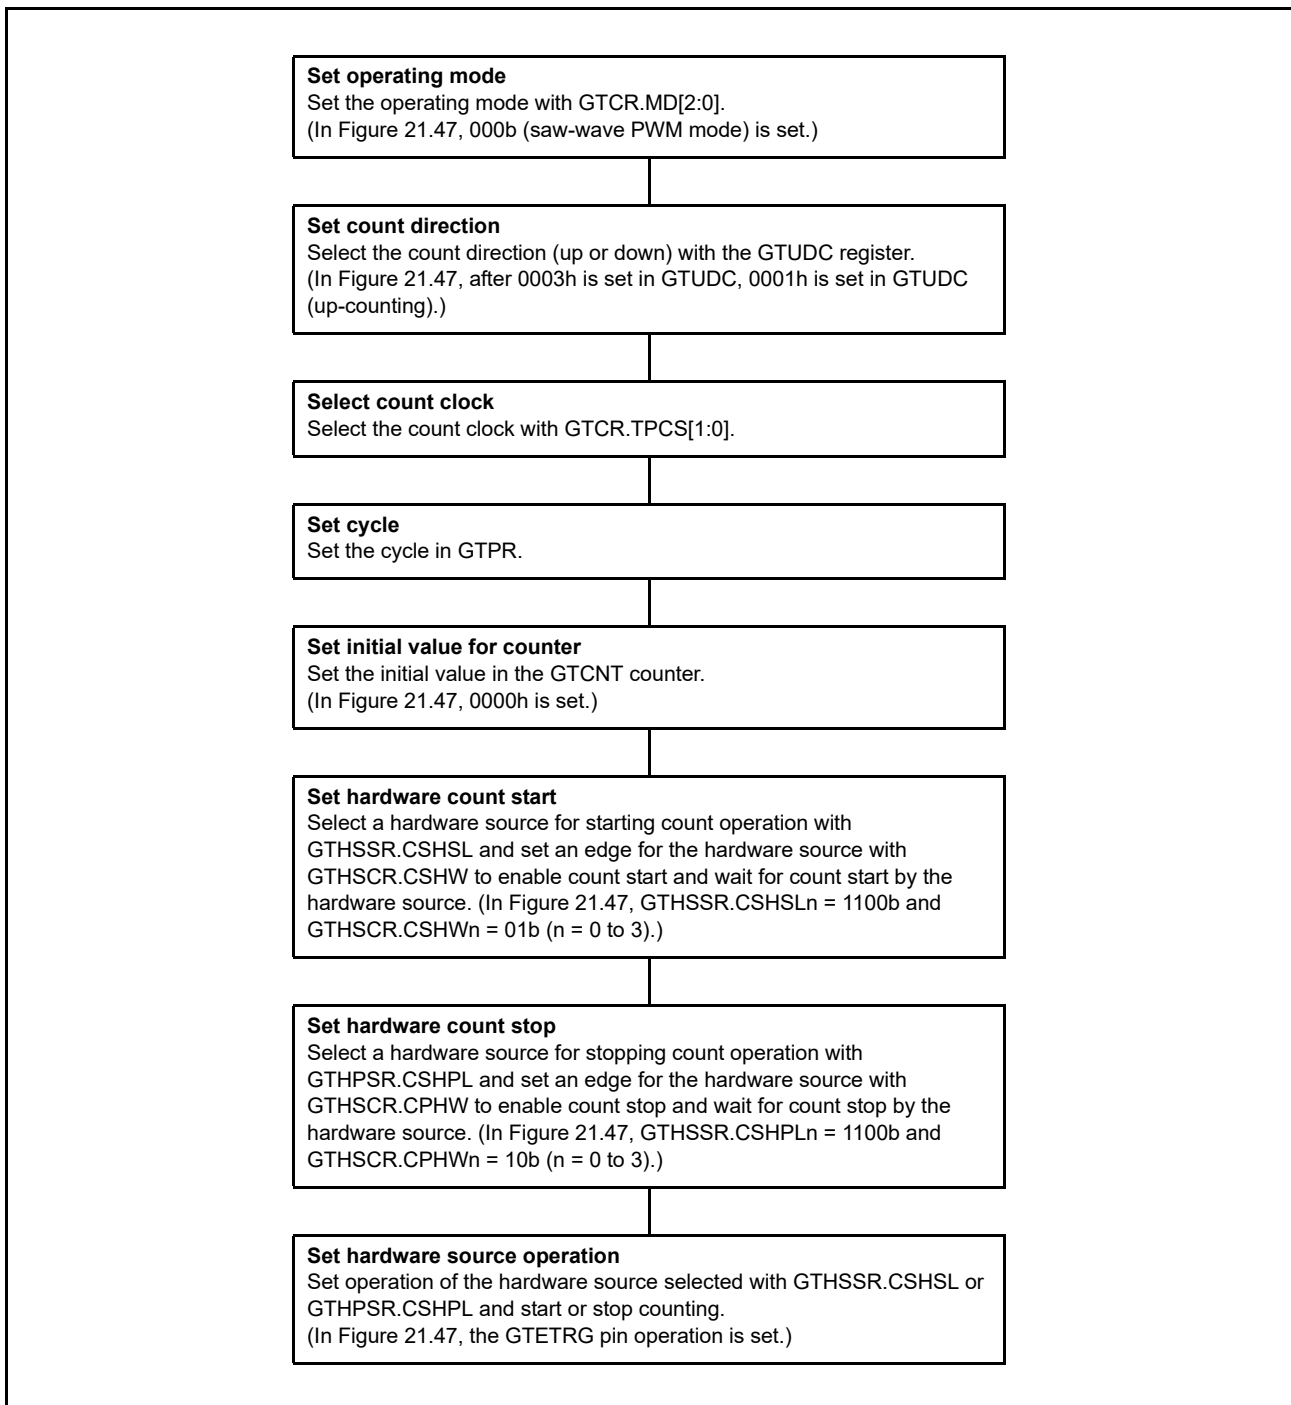 Set operating mode
Set the operating mode with GTCR.MD[2:0].
(In Figure 21.47, 000b (saw-wave PWM mode) is set.)
Set count direction
Select the count direction (up or down) with the GTUDC register.
(In Figure 21.47, after 0003h is set in GTUDC, 0001h is set in GTUDC
(up-counting).)
Select count clock
Select the count clock with GTCR.TPCS[1:0].
Set cycle
Set the cycle in GTPR.
Set initial value for counter
Set the initial value in the GTCNT counter.
(In Figure 21.47, 0000h is set.)
Set hardware count start
Select a hardware source for starting count operation with
GTHSSR.CSHSL and set an edge for the hardware source with
GTHSCR.CSHW to enable count start and wait for count start by the
hardware source. (In Figure 21.47, GTHSSR.CSHSLn = 1100b and
GTHSCR.CSHWn = 01b (n = 0 to 3).)
Set hardware count stop
Select a hardware source for stopping count operation with
GTHPSR.CSHPL and set an edge for the hardware source with
GTHSCR.CPHW to enable count stop and wait for count stop by the
hardware source. (In Figure 21.47, GTHSSR.CSHPLn = 1100b and
GTHSCR.CPHWn = 10b (n = 0 to 3).)
Set hardware source operation
Set operation of the hardware source selected with GTHSSR.CSHSL or
GTHPSR.CSHPL and start or stop counting.
(In Figure 21.47, the GTETRG pin operation is set.)